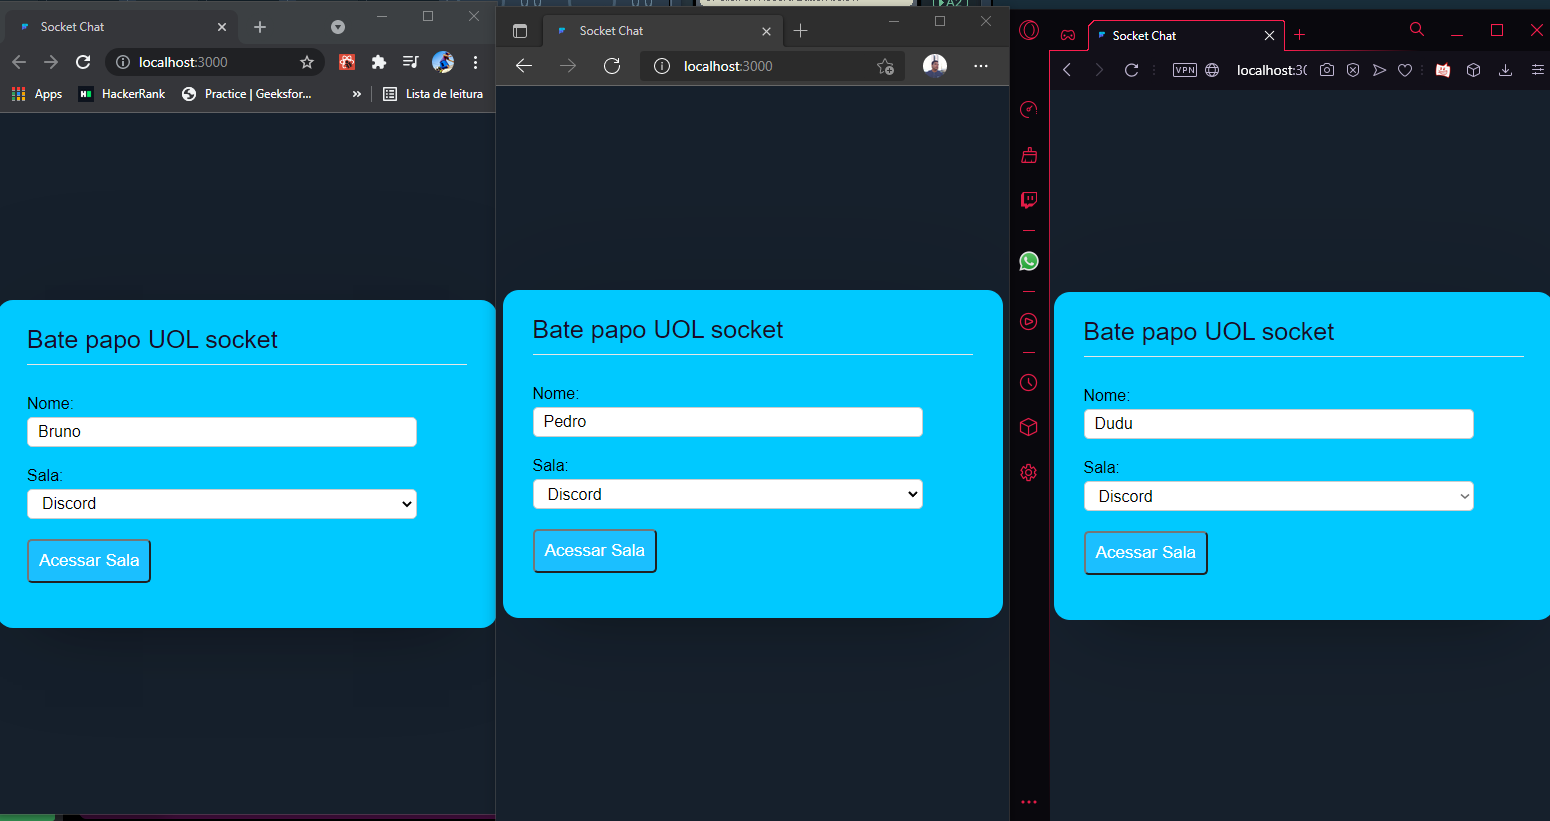 Socket Chat
localhost:3000
Apps
HackerRank
Practice | Geeksfor...
»
Lista de leitura
Bate papo UOL socket
Nome:
Bruno
Sala:
Discord
Acessar Sala
Socket Chat
localhost:3000
Bate papo UOL socket
Nome:
Pedro
Sala:
Discord
Acessar Sala
Socket Chat
VPN
localhost:30
Bate papo UOL socket
Nome:
Dudu
Sala:
Discord
Acessar Sala